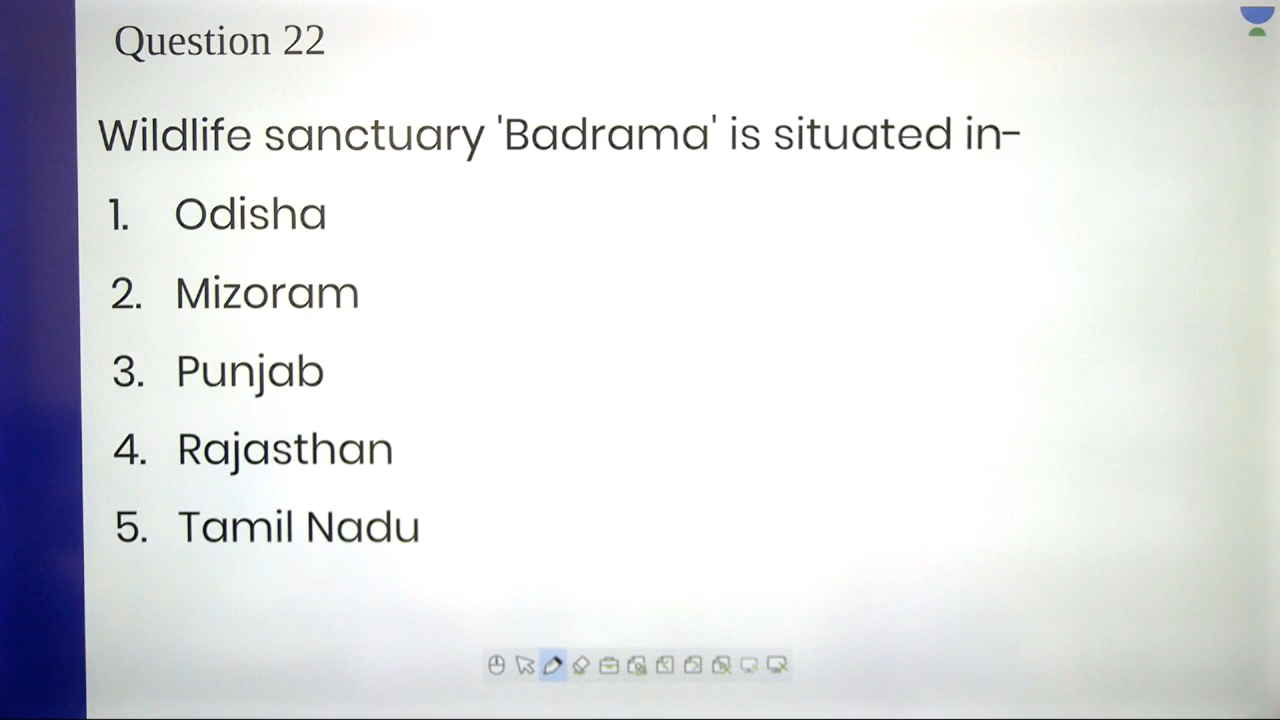 Question 22
Wildlife sanctuary 'Badrama' is situated in-
1. Odisha
2. Mizoram
3. Punjab
4. Rajasthan
5. Tamil Nadu